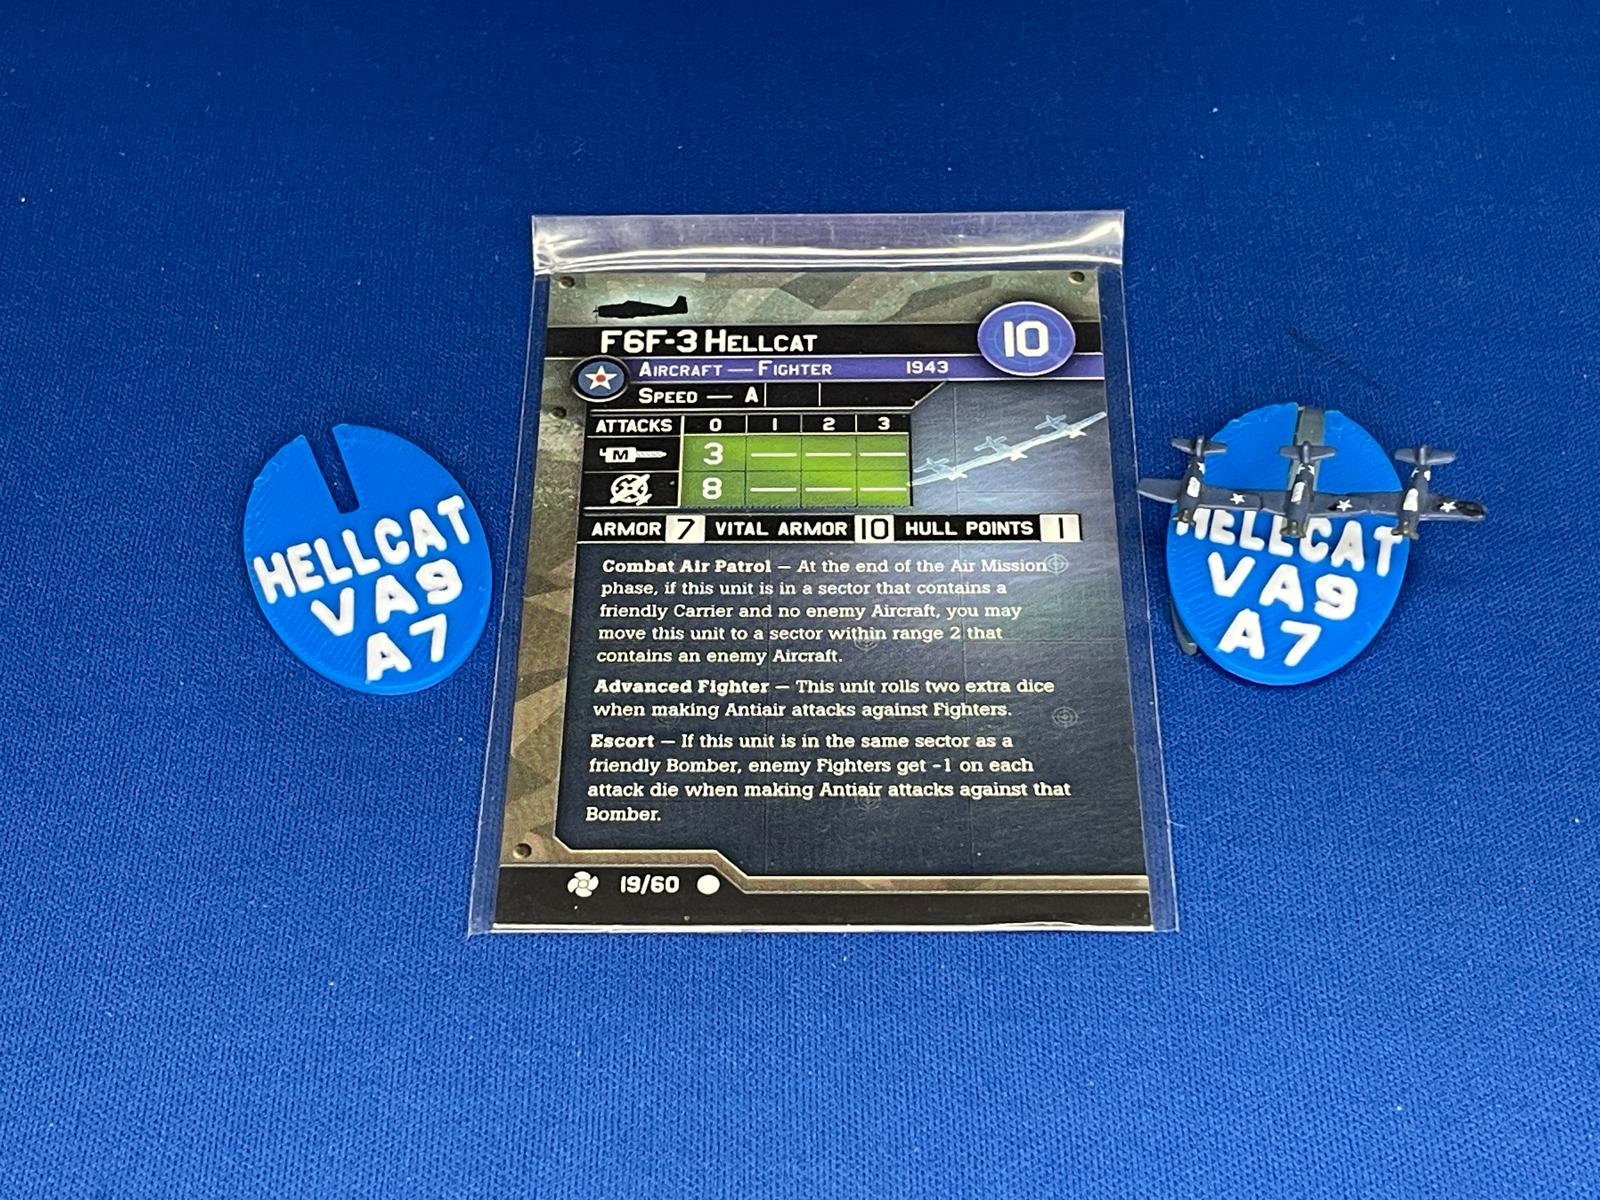 F6F-3 HELLCAT
10
AIRCRAFT — FIGHTER 1943
SPEED — A
ATTACKS 0 1 2 3
M 3 — — —
8 — — —
ARMOR 7 VITAL ARMOR 10 HULL POINTS 1
Combat Air Patrol — At the end of the Air Mission
phase, if this unit is in a sector that contains a
friendly Carrier and no enemy Aircraft, you may
move this unit to a sector within range 2 that
contains an enemy Aircraft.
Advanced Fighter — This unit rolls two extra dice
when making Antiair attacks against Fighters.
Escort — If this unit is in the same sector as a
friendly Bomber, enemy Fighters get -1 on each
attack die when making Antiair attacks against that
Bomber.
19/60
HELLCAT
VA9
A7
HELLCAT
VA9
A7